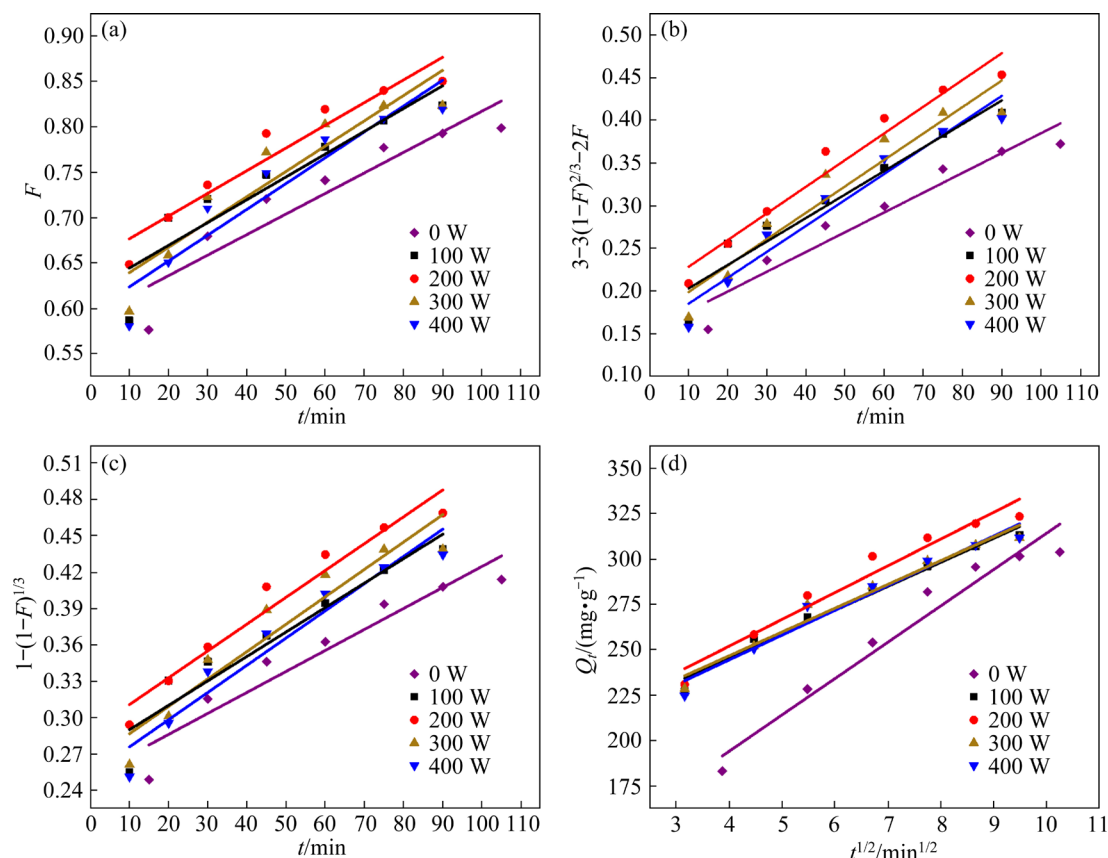 (a)
F
0.90
0.85
0.80
0.75
0.70
0.65
0.60
0.55
0 W
100 W
200 W
300 W
400 W
0 10 20 30 40 50 60 70 80 90 100 110
t/min
(b)
3−3(1−F)^{2/3}−2F
0.50
0.45
0.40
0.35
0.30
0.25
0.20
0.15
0.10
0 W
100 W
200 W
300 W
400 W
0 10 20 30 40 50 60 70 80 90 100 110
t/min
(c)
1−(1−F)^{1/3}
0.51
0.48
0.45
0.42
0.39
0.36
0.33
0.30
0.27
0.24
0 W
100 W
200 W
300 W
400 W
0 10 20 30 40 50 60 70 80 90 100 110
t/min
(d)
Q_t/(mg•g^{−1})
350
325
300
275
250
225
200
175
0 W
100 W
200 W
300 W
400 W
3 4 5 6 7 8 9 10 11
t^{1/2}/min^{1/2}